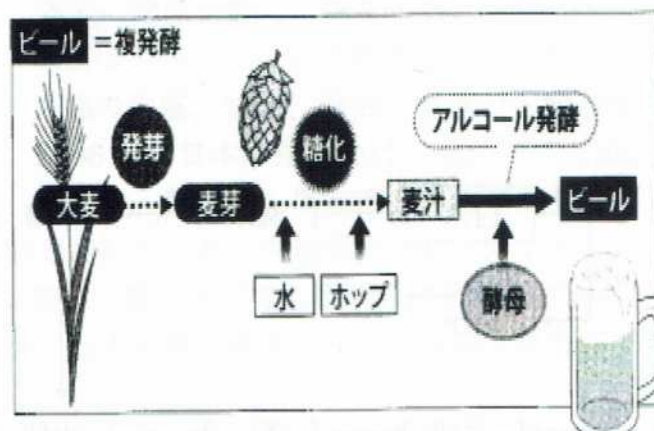 ビール=複発酵
発芽
糖化
アルコール発酵
大麦
麦芽
麦汁
ビール
水
ホップ
酵母